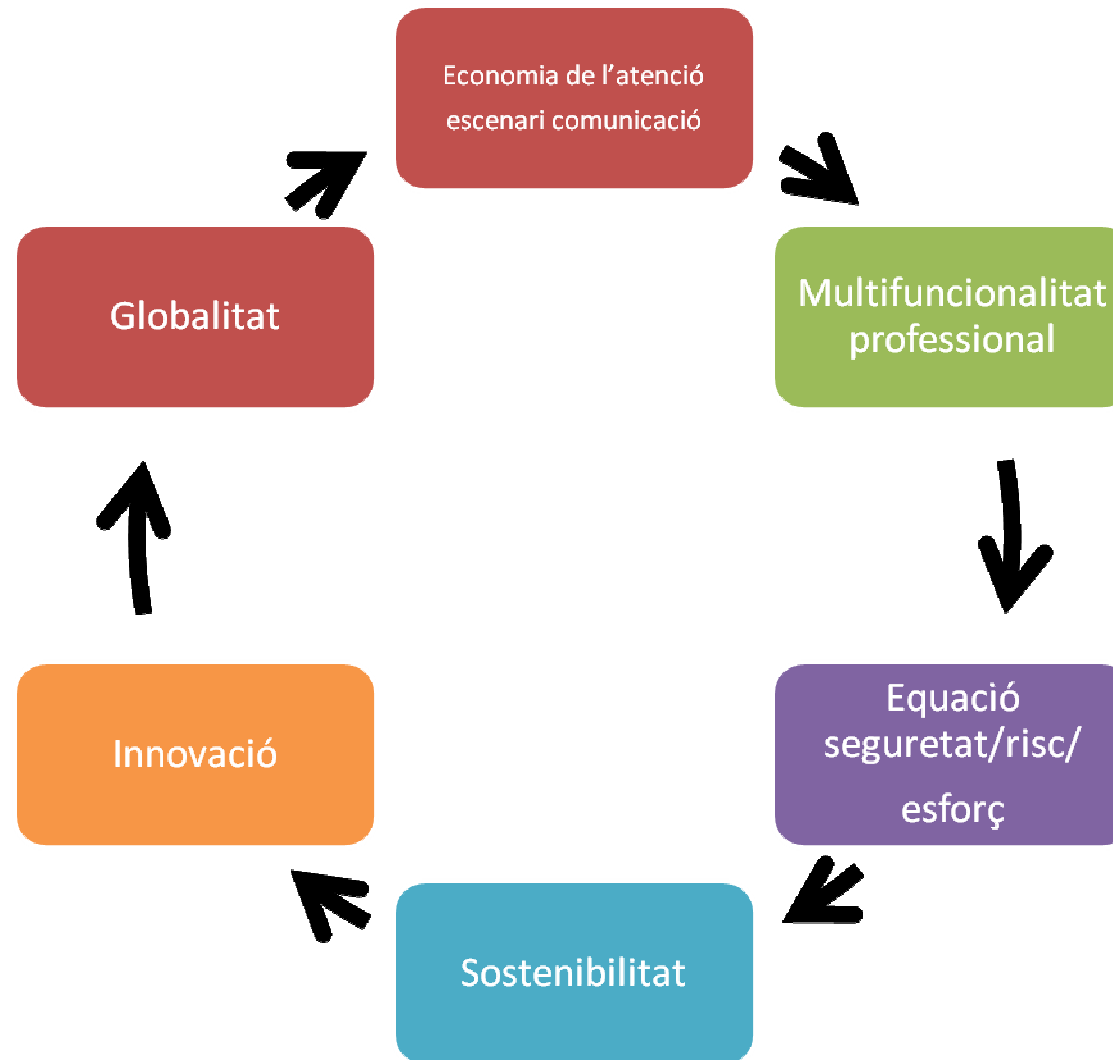 Economia de l’atenció
escenari comunicació
Multifuncionalitat
professional
Equació
seguretat/risc/
esforç
Sostenibilitat
Innovació
Globalitat